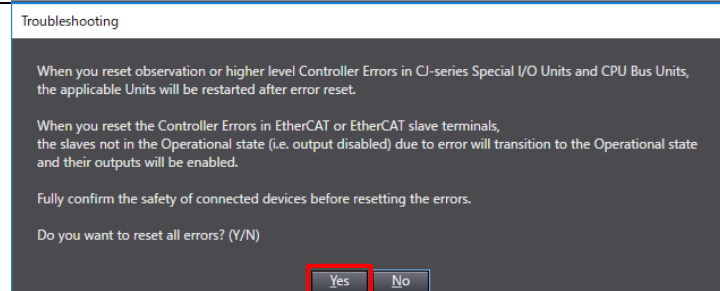 Troubleshooting
When you reset observation or higher level Controller Errors in CJ-series Special I/O Units and CPU Bus Units,
the applicable Units will be restarted after error reset.
When you reset the Controller Errors in EtherCAT or EtherCAT slave terminals,
the slaves not in the Operational state (i.e. output disabled) due to error will transition to the Operational state
and their outputs will be enabled.
Fully confirm the safety of connected devices before resetting the errors.
Do you want to reset all errors? (Y/N)
Yes No